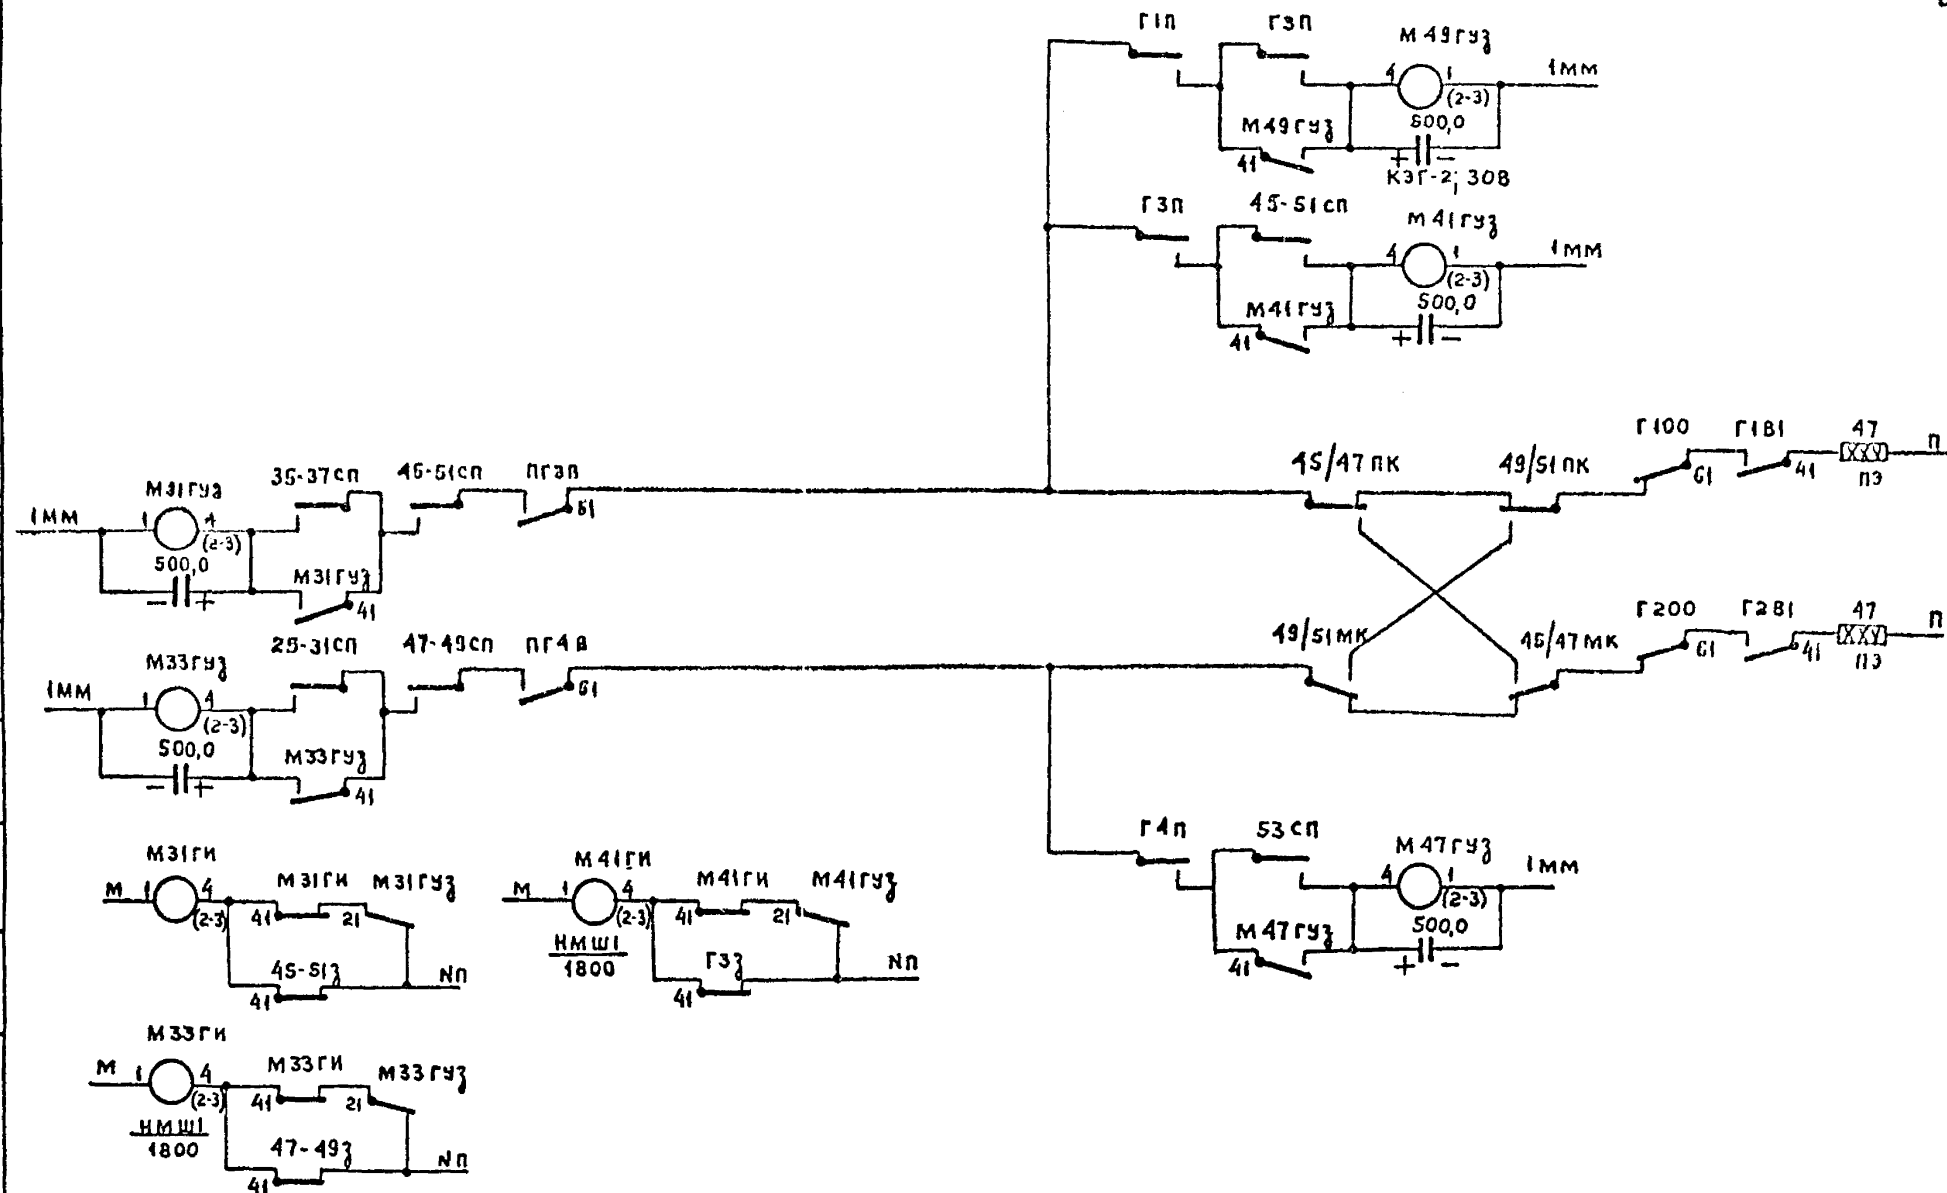 Г1П
Г3П
М49ГУЗ
4
1
1ММ
(2-3)
М49ГУЗ
500,0
41
+
−
КЭГ-2; 30В
Г3П
45-51СП
М41ГУЗ
4
1
1ММ
(2-3)
М41ГУЗ
500,0
41
+
−
45/47ПК
49/51ПК
Г100
Г1В1
47
П
61
41
ПЭ
49/51МК
45/47МК
Г200
Г2В1
47
П
61
41
ПЭ
М31ГУЗ
35-37СП
45-51СП
ПГ3В
1ММ
1
4
(2-3)
61
500,0
М31ГУЗ
−
+
41
М33ГУЗ
25-31СП
47-49СП
ПГ4В
1ММ
1
4
(2-3)
61
500,0
М33ГУЗ
−
+
41
Г4П
53СП
М47ГУЗ
4
1
1ММ
(2-3)
М47ГУЗ
500,0
41
+
−
М31ГИ
М
1
4
(2-3)
М31ГИ
М31ГУЗ
41
21
45-51З
41
ИП
М41ГИ
М
1
4
(2-3)
М41ГИ
М41ГУЗ
41
21
НМШ1
1800
Г3З
41
ИП
М33ГИ
М
1
4
(2-3)
М33ГИ
М33ГУЗ
41
21
НМШ1
1800
47-49З
41
ИП